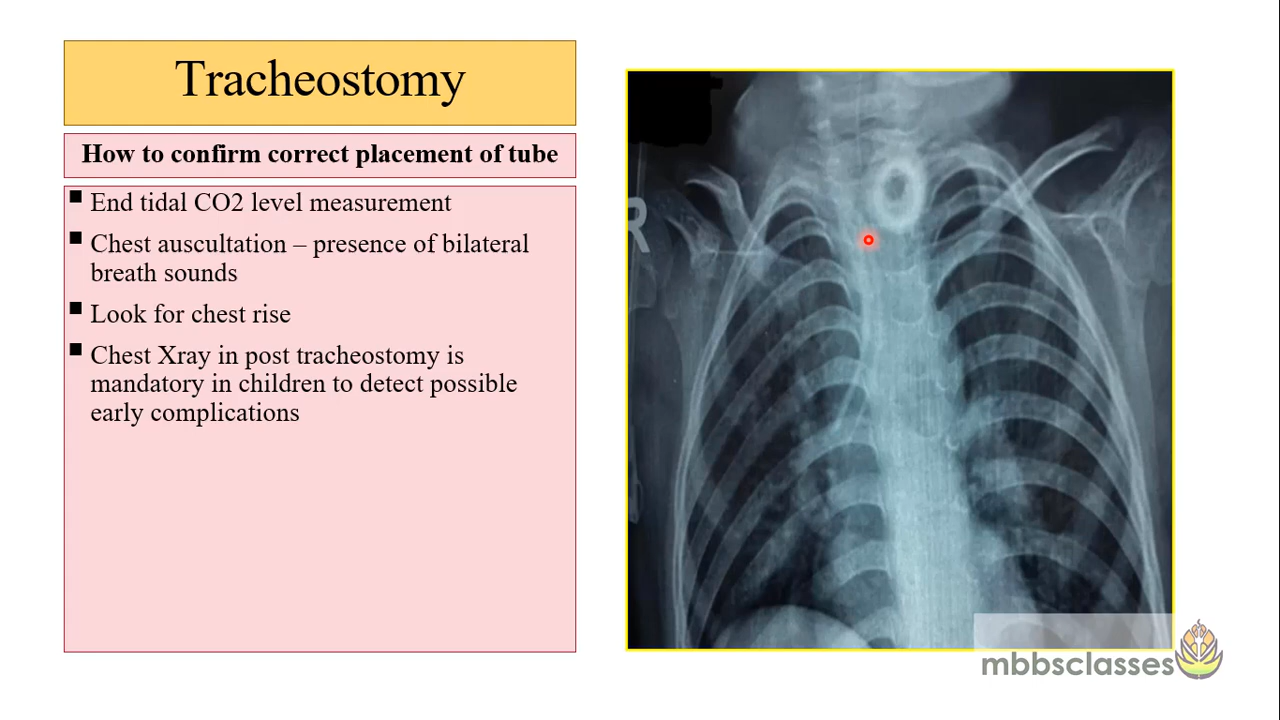 Tracheostomy
How to confirm correct placement of tube
▪ End tidal CO2 level measurement
▪ Chest auscultation – presence of bilateral
breath sounds
▪ Look for chest rise
▪ Chest Xray in post tracheostomy is
mandatory in children to detect possible
early complications
R
mbbsclasses